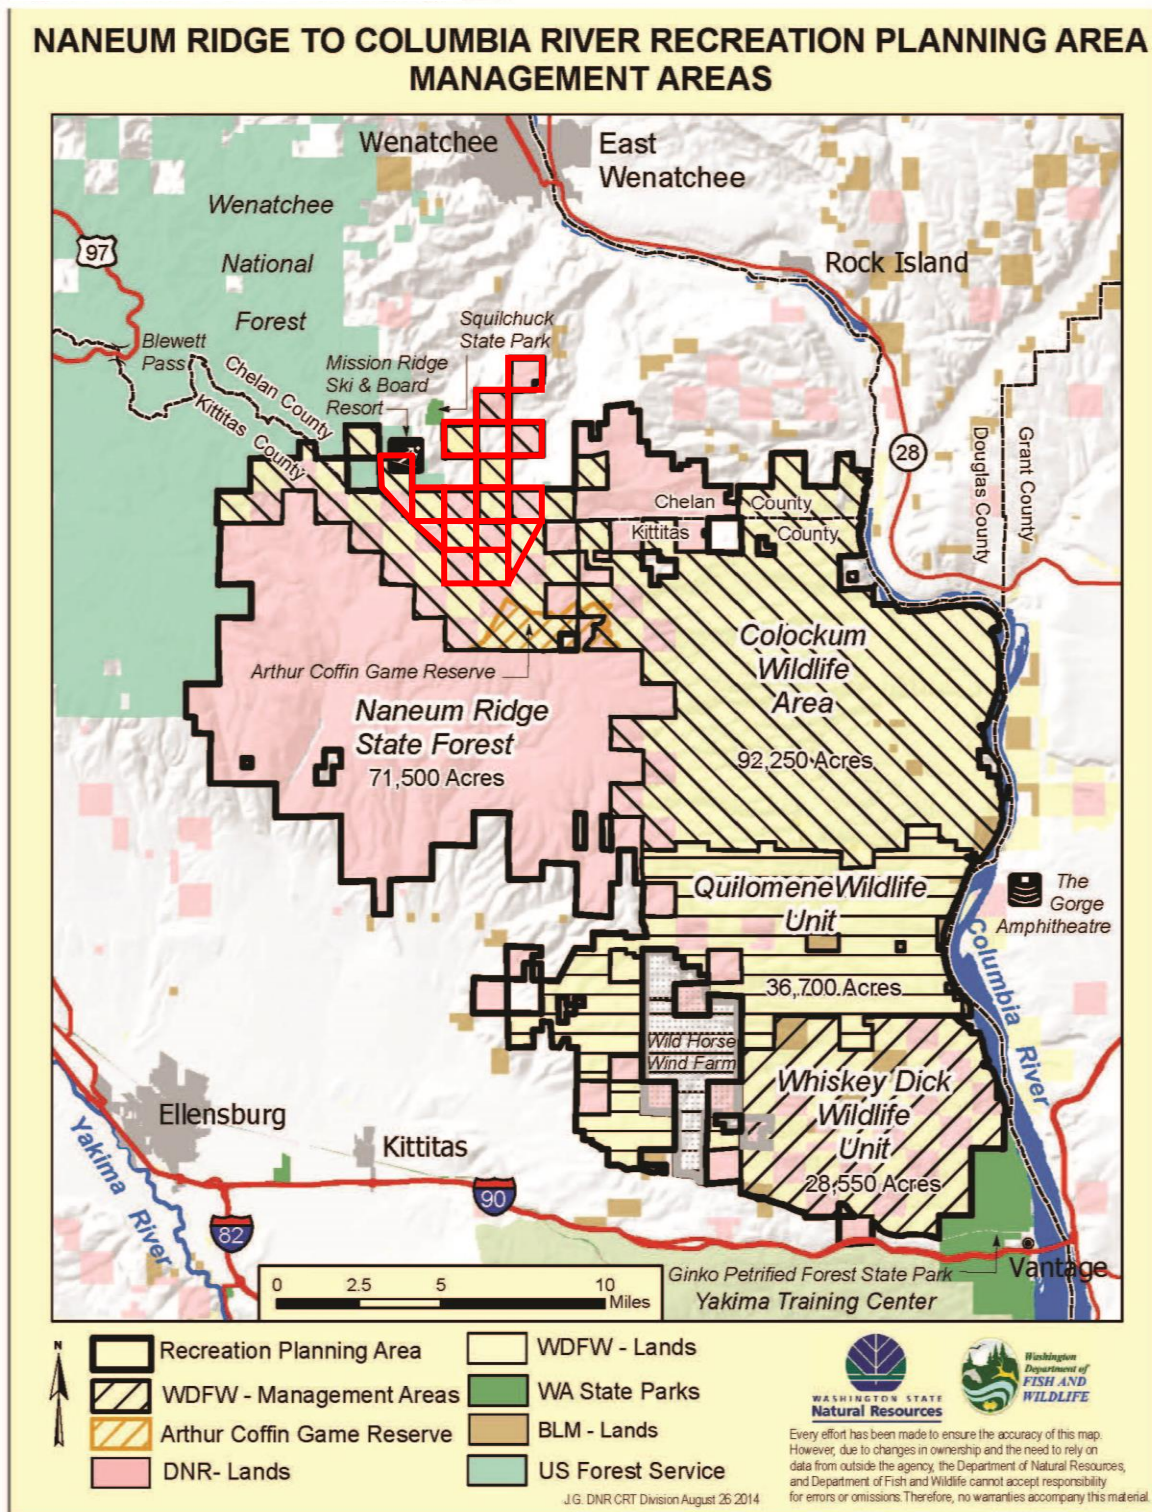 NANEUM RIDGE TO COLUMBIA RIVER RECREATION PLANNING AREA
MANAGEMENT AREAS
Wenatchee
East
Wenatchee
Wenatchee
National
Forest
97
Rock Island
Blewett
Pass
Chelan County
Kittitas County
Squilchuck
State Park
Mission Ridge
Ski & Board
Resort
28
Douglas County
Grant County
Chelan County
Kittitas County
Colockum
Wildlife
Area
92,250 Acres
Arthur Coffin Game Reserve
Naneum Ridge
State Forest
71,500 Acres
Quilomene Wildlife
Unit
36,700 Acres
The
Gorge
Amphitheatre
Columbia
River
Wild Horse
Wind Farm
Whiskey Dick
Wildlife
Unit
28,550 Acres
Ellensburg
Kittitas
Yakima
River
90
82
Ginko Petrified Forest State Park
Vantage
Yakima Training Center
0 2.5 5 10
Miles
N
Recreation Planning Area
WDFW - Management Areas
Arthur Coffin Game Reserve
DNR- Lands
WDFW - Lands
WA State Parks
BLM - Lands
US Forest Service
WASHINGTON STATE
Natural Resources
Washington
Department of
FISH AND
WILDLIFE
Every effort has been made to ensure the accuracy of this map.
However, due to changes in ownership and the need to rely on
data from outside the agency, the Department of Natural Resources,
and Department of Fish and Wildlife cannot accept responsibility
for errors or omissions. Therefore, no warranties accompany this material.
J.G. DNR CRT Division August 26 2014